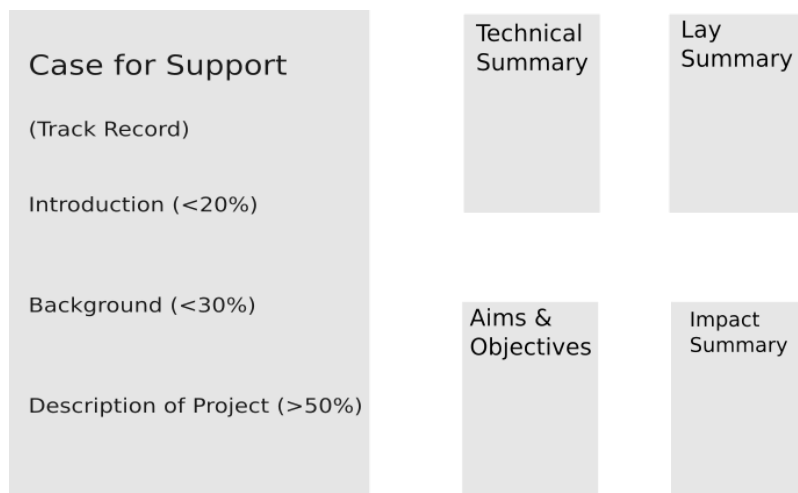 Case for Support
(Track Record)
Introduction (<20%)
Background (<30%)
Description of Project (>50%)
Technical
Summary
Lay
Summary
Aims &
Objectives
Impact
Summary